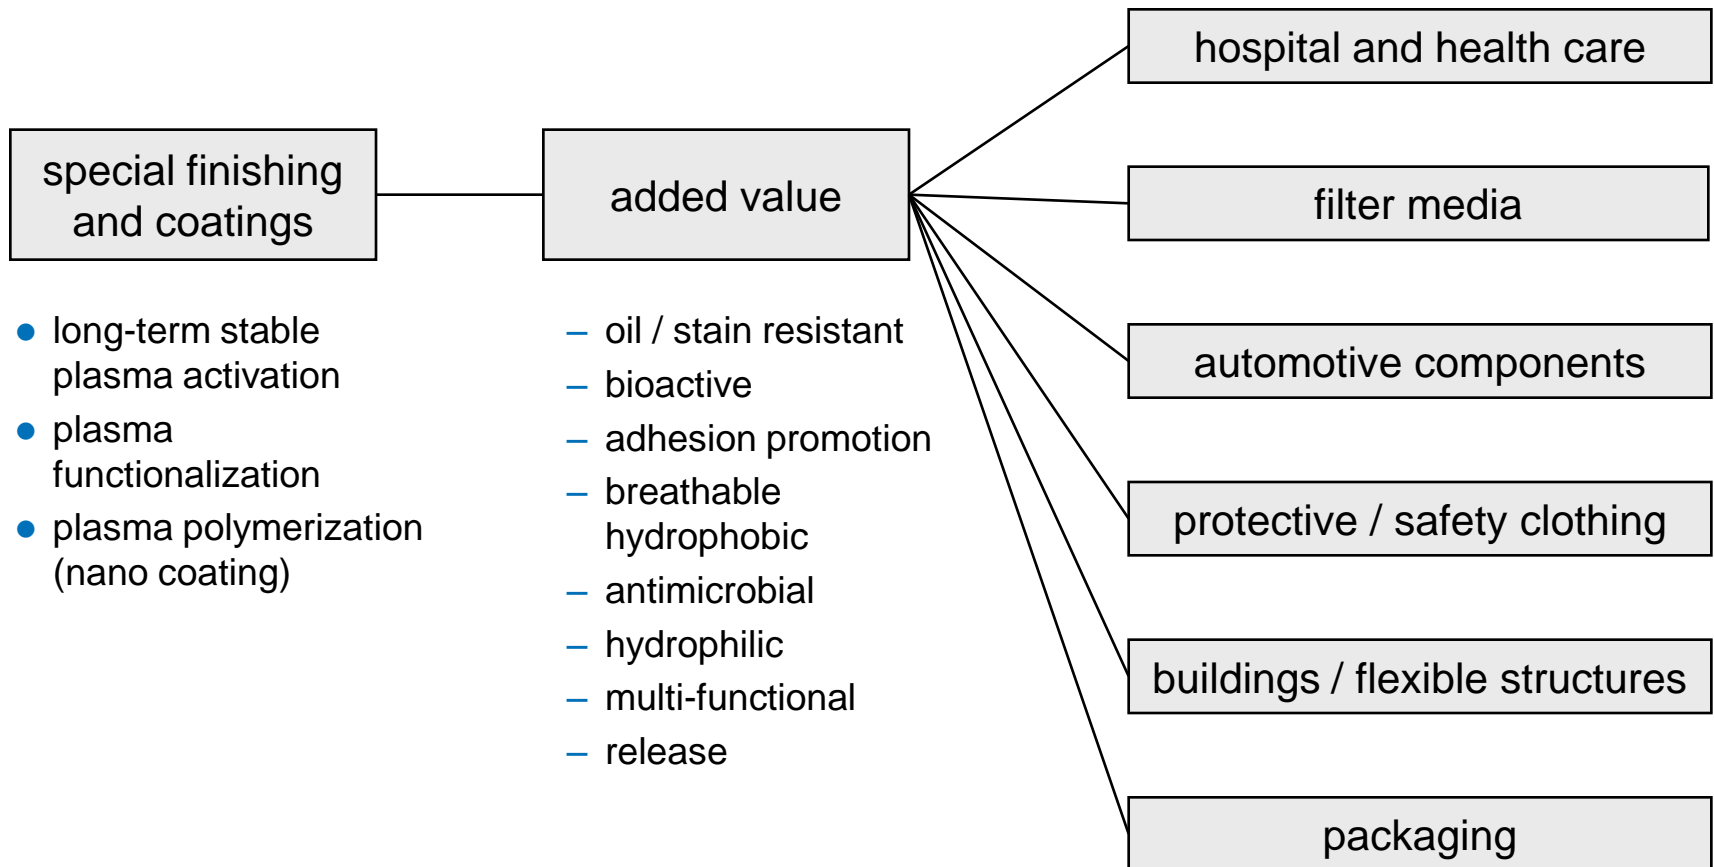 special finishing
and coatings
● long-term stable
plasma activation
● plasma
functionalization
● plasma polymerization
(nano coating)
added value
– oil / stain resistant
– bioactive
– adhesion promotion
– breathable
hydrophobic
– antimicrobial
– hydrophilic
– multi-functional
– release
hospital and health care
filter media
automotive components
protective / safety clothing
buildings / flexible structures
packaging